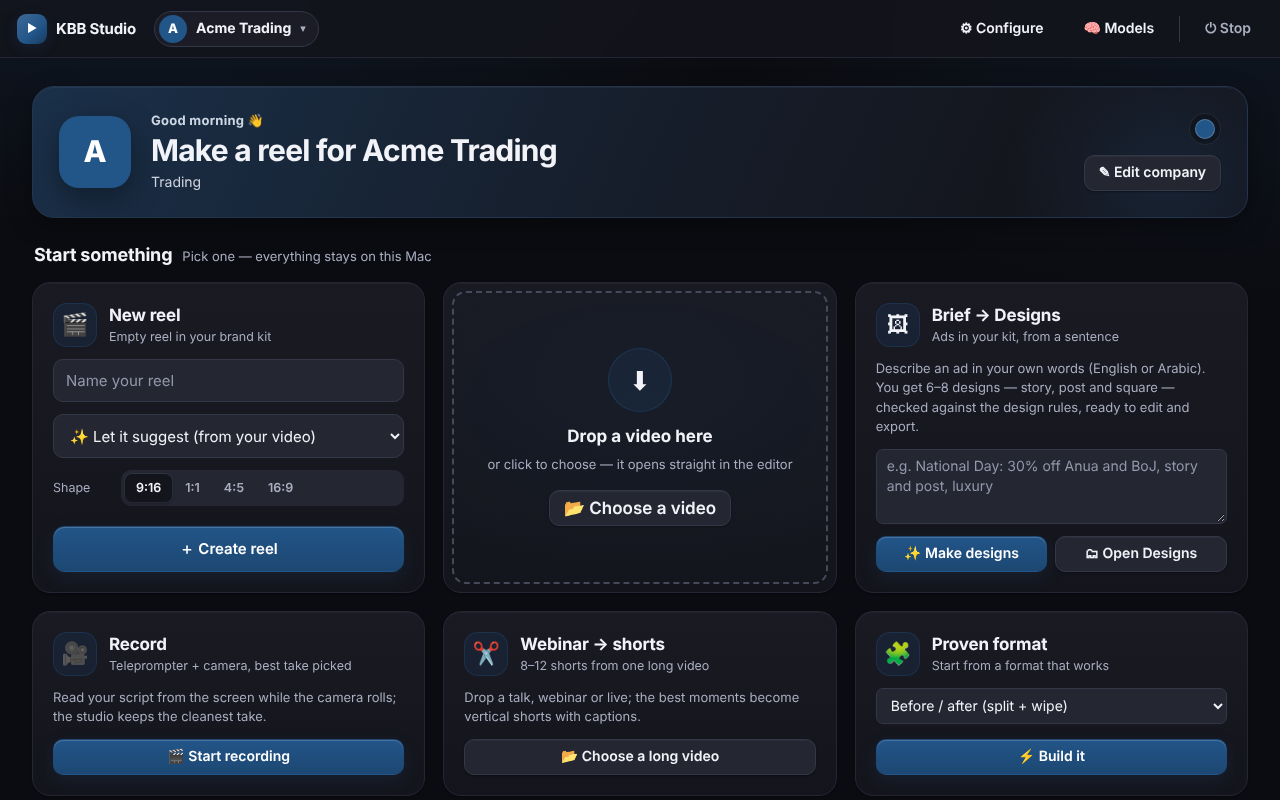 KBB Studio
A Acme Trading ▾
⚙ Configure
🧠 Models
⏻ Stop
A
Good morning 👋
Make a reel for Acme Trading
Trading
✎ Edit company
Start something Pick one — everything stays on this Mac
New reel
Empty reel in your brand kit
Name your reel
✨ Let it suggest (from your video)
Shape 9:16 1:1 4:5 16:9
+ Create reel
Drop a video here
or click to choose — it opens straight in the editor
📂 Choose a video
Brief → Designs
Ads in your kit, from a sentence
Describe an ad in your own words (English or Arabic).
You get 6–8 designs — story, post and square —
checked against the design rules, ready to edit and
export.
e.g. National Day: 30% off Anua and BoJ, story
and post, luxury
✨ Make designs
🗂 Open Designs
Record
Teleprompter + camera, best take picked
Read your script from the screen while the camera rolls;
the studio keeps the cleanest take.
🎬 Start recording
Webinar → shorts
8–12 shorts from one long video
Drop a talk, webinar or live; the best moments become
vertical shorts with captions.
📂 Choose a long video
Proven format
Start from a format that works
Before / after (split + wipe)
⚡ Build it